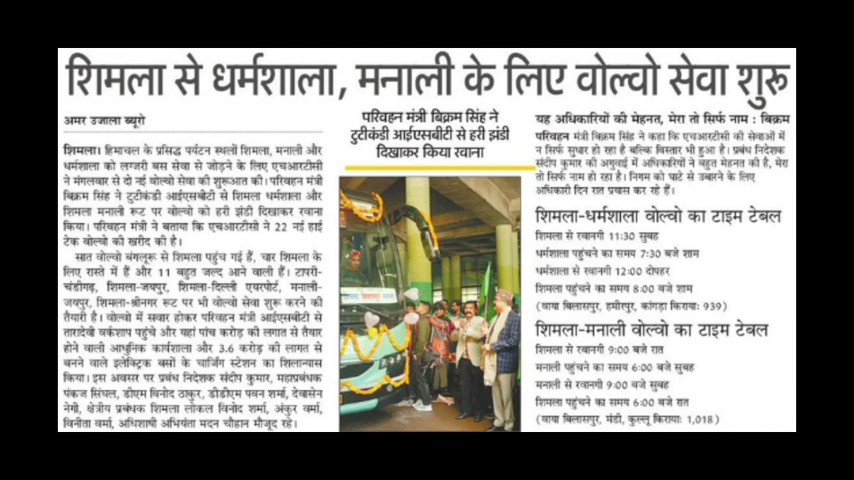 शिमला से धर्मशाला, मनाली के लिए वोल्वो सेवा शुरू
अमर उजाला ब्यूरो
शिमला। हिमाचल के प्रसिद्ध पर्यटन स्थलों शिमला, मनाली और
धर्मशाला को लग्जरी बस सेवा से जोड़ने के लिए एचआरटीसी
ने मंगलवार से दो नई वोल्वो सेवा की शुरूआत की। परिवहन मंत्री
बिक्रम सिंह ने टुटीकंडी आईएसबीटी से शिमला धर्मशाला और
शिमला मनाली रूट पर वोल्वो को हरी झंडी दिखाकर रवाना
किया। परिवहन मंत्री ने बताया कि एचआरटीसी ने 22 नई हाई
टेक वोल्वो की खरीद की है।
सात वोल्वो बंगलूरू से शिमला पहुंच गई हैं, चार शिमला के
लिए रास्ते में हैं और 11 बहुत जल्द आने वाली हैं। टापरी-
चंडीगढ़, शिमला-जयपुर, शिमला-दिल्ली एयरपोर्ट, मनाली-
जयपुर, शिमला-श्रीनगर रूट पर भी वोल्वो सेवा शुरू करने की
तैयारी है। वोल्वो में सवार होकर परिवहन मंत्री आईएसबीटी से
तारादेवी वर्कशाप पहुंचे और यहां पांच करोड़ की लगात से तैयार
होने वाली आधुनिक कार्यशाला और 3.6 करोड़ की लागत से
बनने वाले इलेक्ट्रिक बसों के चार्जिंग स्टेशन का शिलान्यास
किया। इस अवसर पर प्रबंध निदेशक संदीप कुमार, महाप्रबंधक
पंकज सिंघल, डीएम विनोद ठाकुर, डीडीएम पवन शर्मा, देवासेन
नेगी, क्षेत्रीय प्रबंधक शिमला लोकल विनोद शर्मा, अंकुर वर्मा,
विनीता वर्मा, अधिशाषी अभियंता मदन चौहान मौजूद रहे।
परिवहन मंत्री बिक्रम सिंह ने
टुटीकंडी आईएसबीटी से हरी झंडी
दिखाकर किया रवाना
यह अधिकारियों की मेहनत, मेरा तो सिर्फ नाम : बिक्रम
परिवहन मंत्री बिक्रम सिंह ने कहा कि एचआरटीसी की सेवाओं में
न सिर्फ सुधार हो रहा है बल्कि विस्तार भी हुआ है। प्रबंध निदेशक
संदीप कुमार की अगुवाई में अधिकारियों ने बहुत मेहनत की है, मेरा
तो सिर्फ नाम हो रहा है। निगम को घाटे से उबारने के लिए
अधिकारी दिन रात प्रयास कर रहे हैं।
शिमला-धर्मशाला वोल्वो का टाइम टेबल
शिमला से रवानगी 11:30 सुबह
धर्मशाला पहुंचने का समय 7:30 बजे शाम
धर्मशाला से रवानगी 12:00 दोपहर
शिमला पहुंचने का समय 8:00 बजे शाम
(वाया बिलासपुर, हमीरपुर, कांगड़ा किरायाः 939)
शिमला-मनाली वोल्वो का टाइम टेबल
शिमला से रवानगी 9:00 बजे रात
मनाली पहुंचने का समय 6:00 बजे सुबह
मनाली से रवानगी 9:00 बजे सुबह
शिमला पहुंचने का समय 6:00 बजे रात
(वाया बिलासपुर, मंडी, कुल्लू किरायाः 1,018)